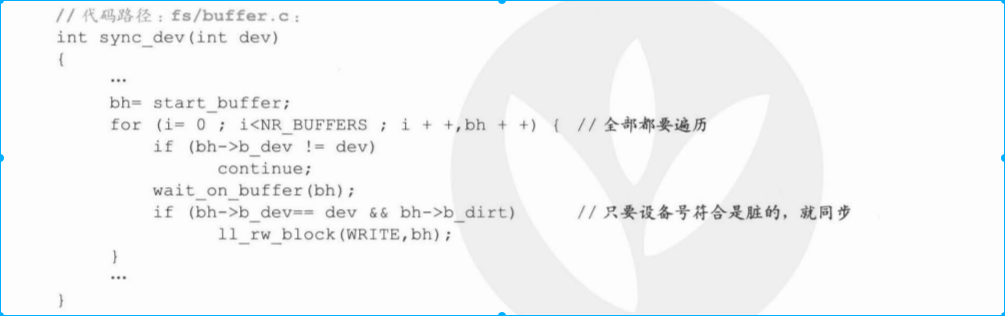 // 代码路径：fs/buffer.c：
int sync_dev(int dev)
{
…
bh= start_buffer;
for (i= 0 ; i<NR_BUFFERS ; i + +,bh + +) { // 全部都要遍历
if (bh->b_dev != dev)
continue;
wait_on_buffer(bh);
if (bh->b_dev== dev && bh->b_dirt) // 只要设备号符合是脏的，就同步
ll_rw_block(WRITE,bh);
}
…
}